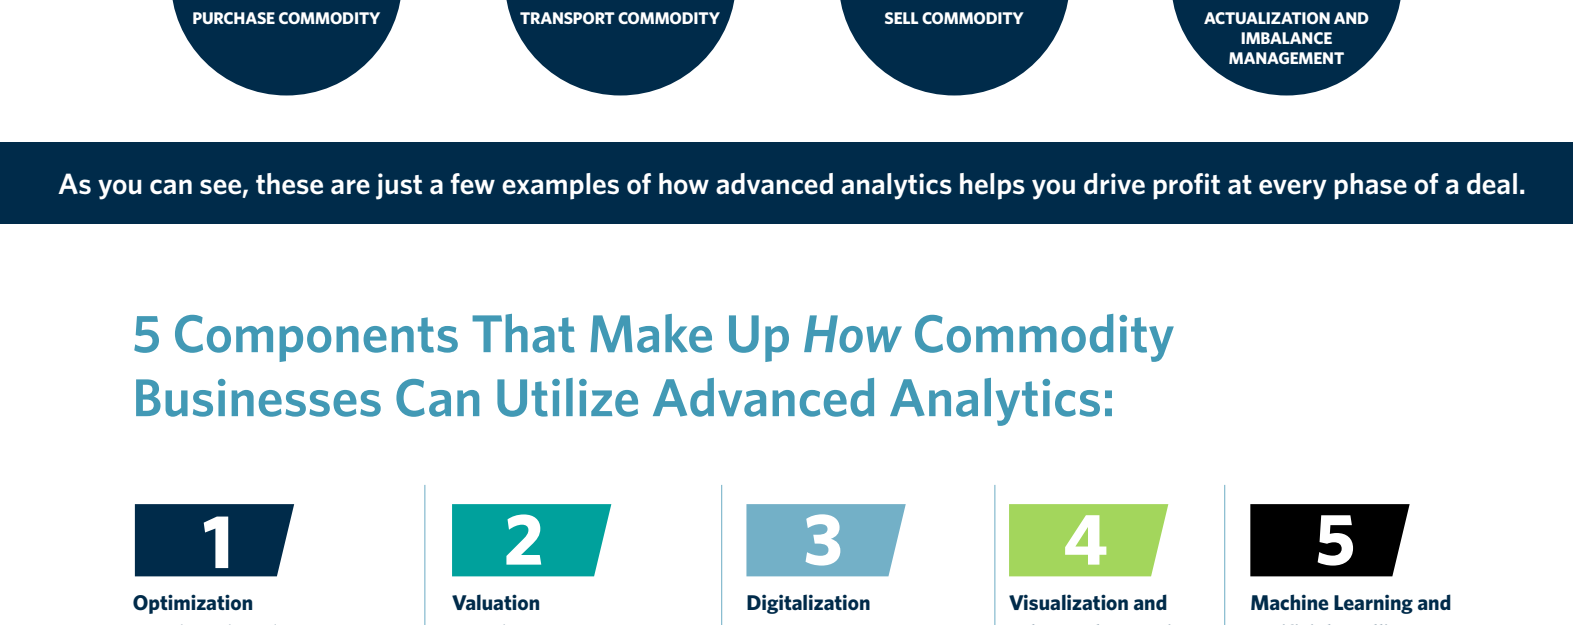 PURCHASE COMMODITY
TRANSPORT COMMODITY
SELL COMMODITY
ACTUALIZATION AND
IMBALANCE
MANAGEMENT
As you can see, these are just a few examples of how advanced analytics helps you drive profit at every phase of a deal.
5 Components That Make Up How Commodity
Businesses Can Utilize Advanced Analytics:
1
Optimization
2
Valuation
3
Digitalization
4
Visualization and
5
Machine Learning and